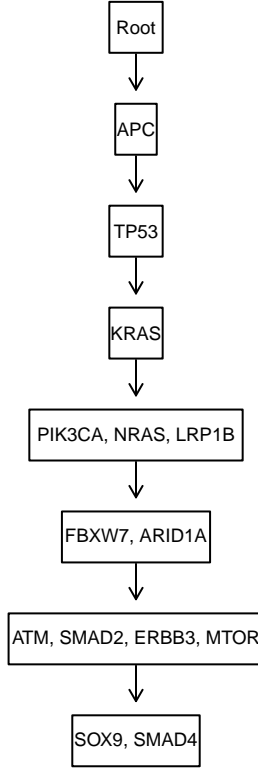 Root
APC
TP53
KRAS
PIK3CA, NRAS, LRP1B
FBXW7, ARID1A
ATM, SMAD2, ERBB3, MTOR
SOX9, SMAD4